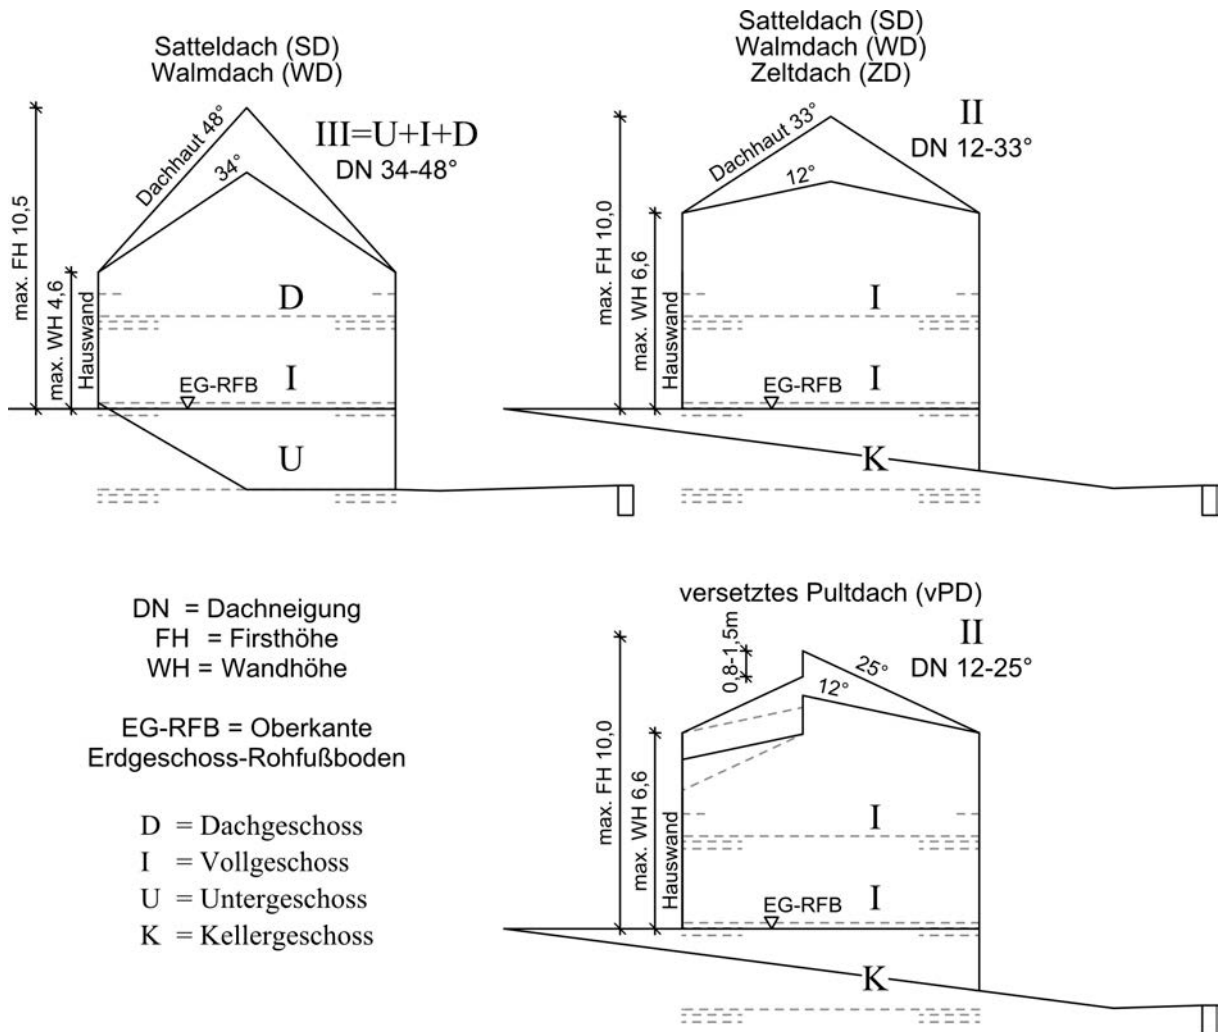 Satteldach (SD)
Walmdach (WD)
III=U+I+D
DN 34-48°
Dachhaut 48°
34°
max. FH 10,5
max. WH 4,6
Hauswand
D
I
EG-RFB
U
Satteldach (SD)
Walmdach (WD)
Zeltdach (ZD)
II
DN 12-33°
Dachhaut 33°
12°
max. FH 10,0
max. WH 6,6
Hauswand
I
I
EG-RFB
K
DN = Dachneigung
FH = Firsthöhe
WH = Wandhöhe
EG-RFB = Oberkante
Erdgeschoss-Rohfußboden
D = Dachgeschoss
I = Vollgeschoss
U = Untergeschoss
K = Kellergeschoss
versetztes Pultdach (vPD)
II
DN 12-25°
0,8-1,5m
25°
12°
max. FH 10,0
max. WH 6,6
Hauswand
I
I
EG-RFB
K